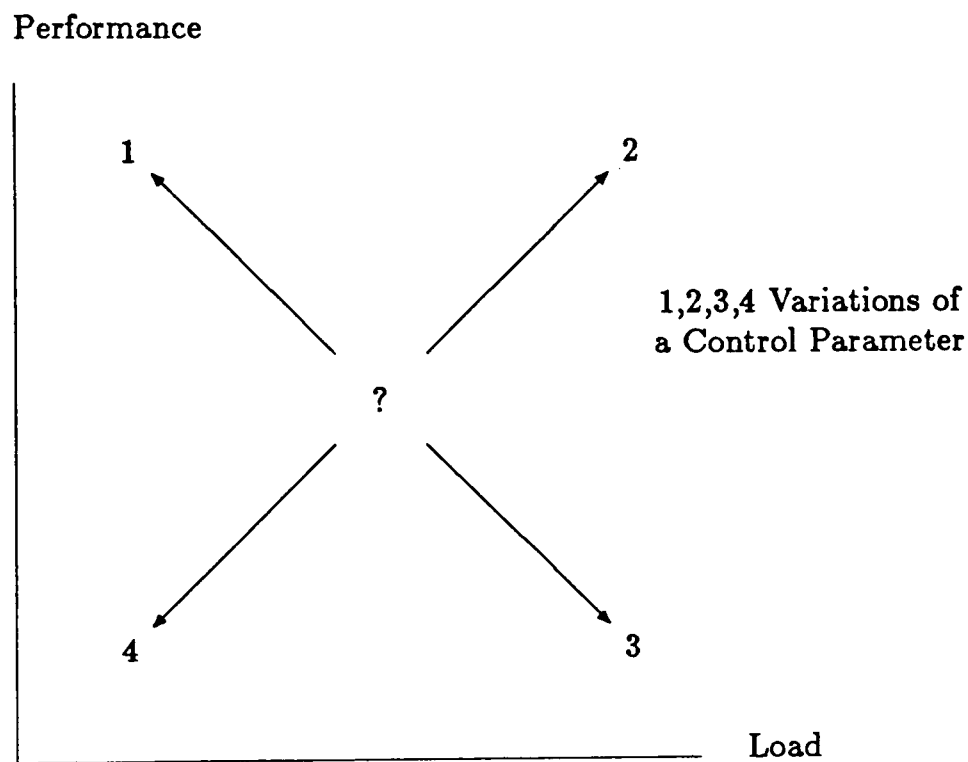 Performance
1
2
1,2,3,4 Variations of
a Control Parameter
?
4
3
Load